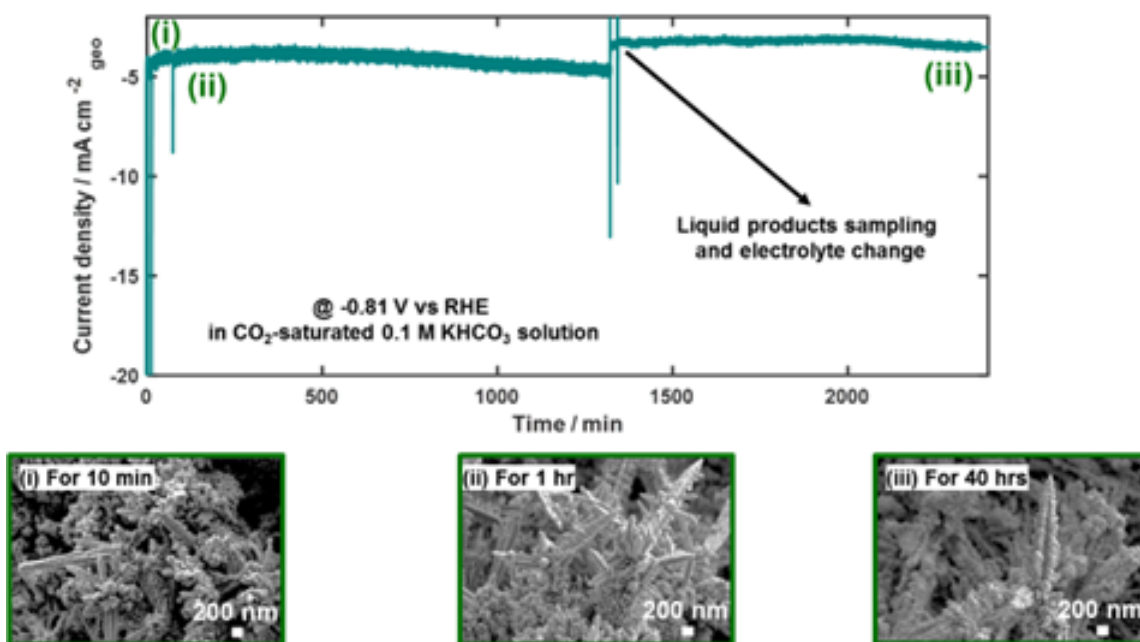 (i)
(ii)
(iii)
Current density / mA cm⁻² geo
-5
-10
-15
-20
Liquid products sampling
and electrolyte change
@ -0.81 V vs RHE
in CO₂-saturated 0.1 M KHCO₃ solution
0
500
1000
1500
2000
Time / min
(i) For 10 min
200 nm
(ii) For 1 hr
200 nm
(iii) For 40 hrs
200 nm